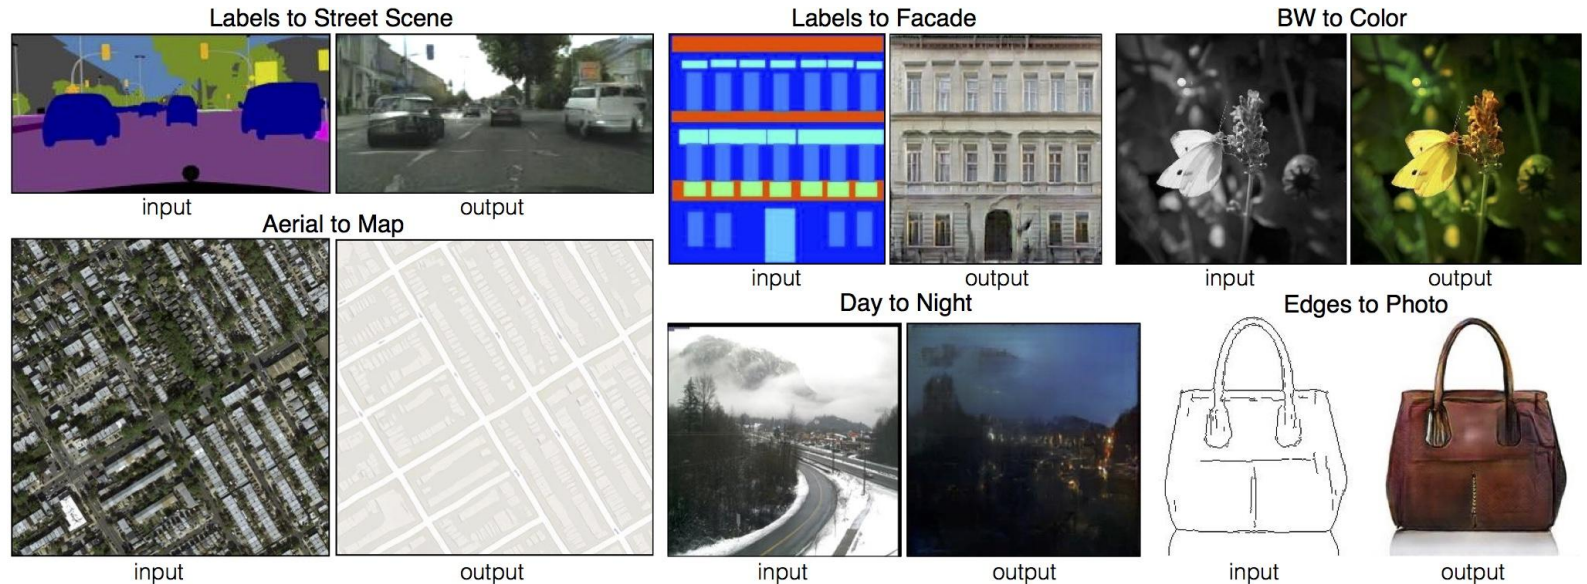 Labels to Street Scene
input
output
Aerial to Map
input
output
Labels to Facade
input
output
Day to Night
input
output
BW to Color
input
output
Edges to Photo
input
output